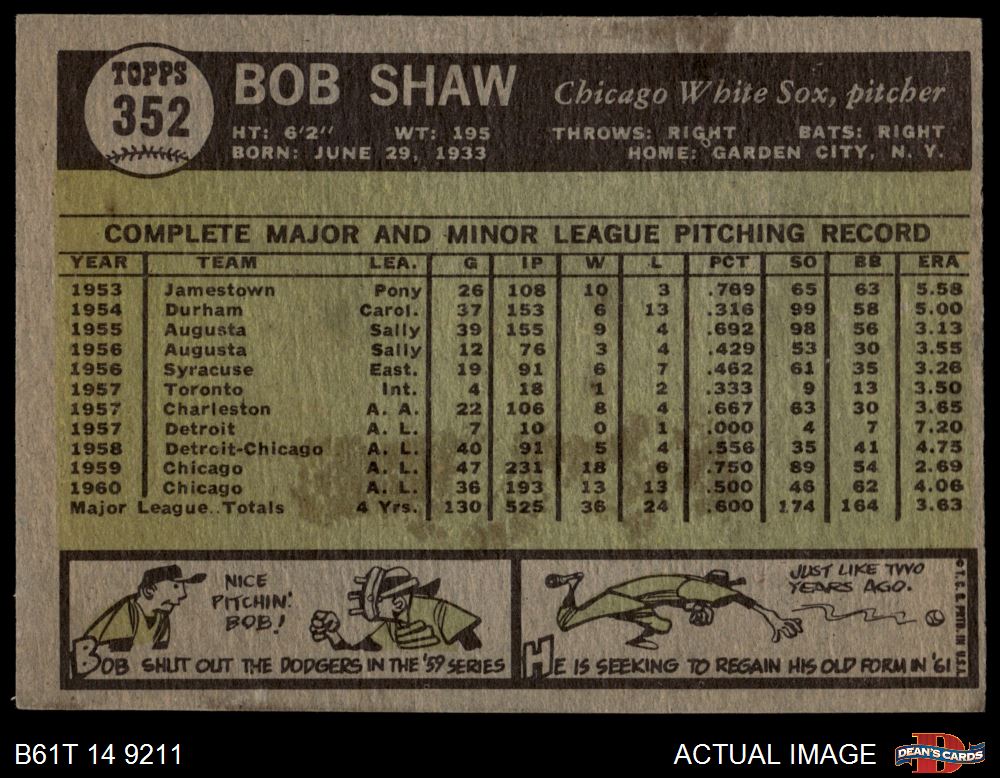 TOPPS
352
BOB SHAW
Chicago White Sox, pitcher
HT: 6'2" WT: 195 THROWS: RIGHT BATS: RIGHT
BORN: JUNE 29, 1933 HOME: GARDEN CITY, N. Y.
COMPLETE MAJOR AND MINOR LEAGUE PITCHING RECORD
YEAR TEAM LEA. G IP W L PCT SO BB ERA
1953 Jamestown Pony 26 108 10 3 .769 65 63 5.58
1954 Durham Carol. 37 153 6 13 .316 99 58 5.00
1955 Augusta Sally 39 155 9 4 .692 98 56 3.13
1956 Augusta Sally 12 76 3 4 .429 53 30 3.55
1956 Syracuse East. 19 91 6 7 .462 61 35 3.26
1957 Toronto Int. 4 18 1 2 .333 9 13 3.50
1957 Charleston A. A. 22 106 8 4 .667 63 30 3.65
1957 Detroit A. L. 7 10 0 1 .000 4 7 7.20
1958 Detroit-Chicago A. L. 40 91 5 4 .556 35 41 4.75
1959 Chicago A. L. 47 231 18 6 .750 89 54 2.69
1960 Chicago A. L. 36 193 13 13 .500 46 62 4.06
Major League..Totals 4 Yrs. 130 525 36 24 .600 174 164 3.63
NICE
PITCHIN'
BOB!
BOB SHUT OUT THE DODGERS IN THE '59 SERIES
JUST LIKE TWO
YEARS AGO.
HE IS SEEKING TO REGAIN HIS OLD FORM IN '61
© T. C. G. PRTD. IN U.S.A.
B61T 14 9211
ACTUAL IMAGE
D
DEAN'S CARDS